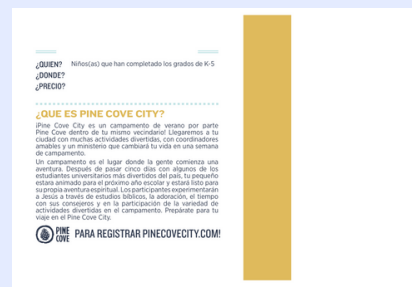 ¿QUIEN? Niños(as) que han completado los grados de K-5
¿DONDE?
¿PRECIO?
¿QUE ES PINE COVE CITY?
¡Pine Cove City es un campamento de verano por parte
Pine Cove dentro de tu mismo vecindario! Llegaremos a tu
ciudad con muchas actividades divertidas, con coordinadores
amables y un ministerio que cambiará tu vida en una semana
de campamento.
Un campamento es el lugar donde la gente comienza una
aventura. Después de pasar cinco días con algunos de los
estudiantes universitarios más divertidos del país, tu pequeño
estara animado para el próximo año escolar y estará listo para
su propia aventura espiritual. Los participantes experimentarán
a Jesús a través de estudios bíblicos, la adoración, el tiempo
con sus consejeros y en la participación de la variedad de
actividades divertidas en el campamento. Prepárate para tu
viaje en el Pine Cove City.
PINE COVE PARA REGISTRAR PINECOVECITY.COM!